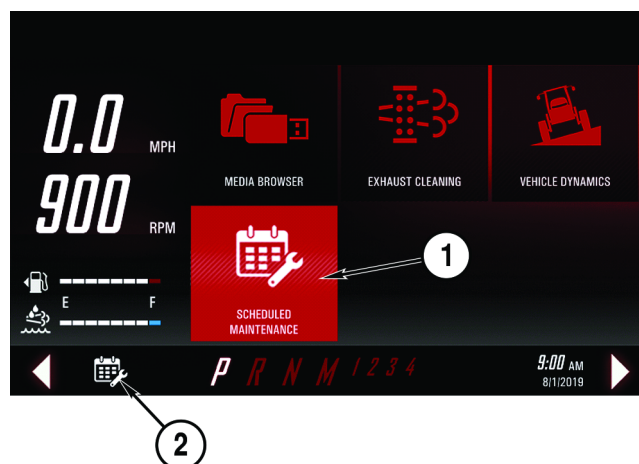 0.0 MPH
900 RPM
E F
MEDIA BROWSER
EXHAUST CLEANING
VEHICLE DYNAMICS
SCHEDULED
MAINTENANCE
1
P R N M 1 2 3 4
9:00 AM
8/1/2019
2